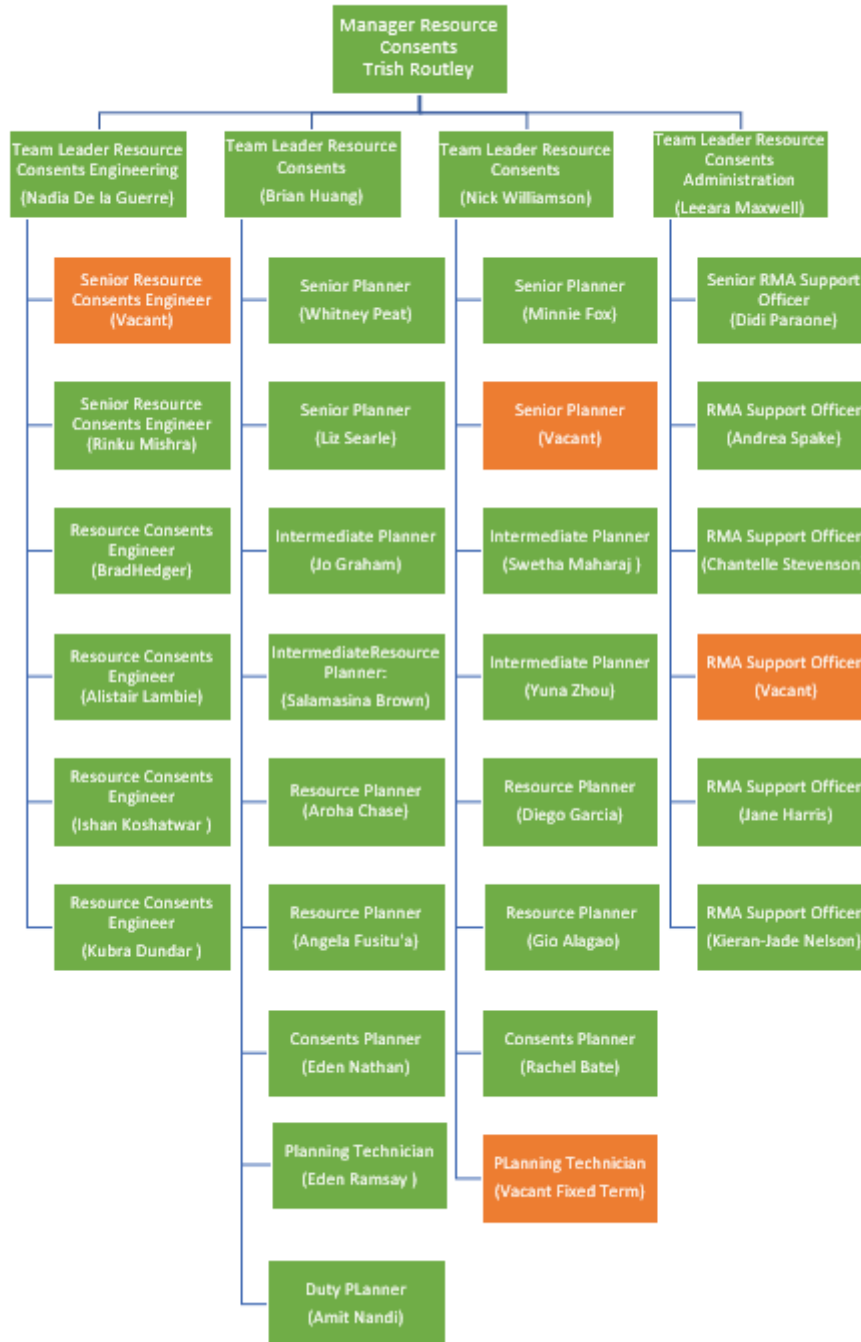 Manager Resource
Consents
Trish Routley
Team Leader Resource
Consents Engineering
(Nadia De la Guerre)
Team Leader Resource
Consents
(Brian Huang)
Team Leader Resource
Consents
(Nick Williamson)
Team Leader Resource
Consents
Administration
(Leeara Maxwell)
Senior Resource
Consents Engineer
(Vacant)
Senior Resource
Consents Engineer
(Rinku Mishra)
Resource Consents
Engineer
(BradHedger)
Resource Consents
Engineer
(Alistair Lambie)
Resource Consents
Engineer
(Ishan Koshatwar )
Resource Consents
Engineer
(Kubra Dundar )
Senior Planner
(Whitney Peat)
Senior Planner
(Liz Searle)
Intermediate Planner
(Jo Graham)
IntermediateResource
Planner:
(Salamasina Brown)
Resource Planner
(Aroha Chase)
Resource Planner
(Angela Fusitu'a)
Consents Planner
(Eden Nathan)
Planning Technician
(Eden Ramsay )
Duty PLanner
(Amit Nandi)
Senior Planner
(Minnie Fox)
Senior Planner
(Vacant)
Intermediate Planner
(Swetha Maharaj )
Intermediate Planner
(Yuna Zhou)
Resource Planner
(Diego Garcia)
Resource Planner
(Gio Alagao)
Consents Planner
(Rachel Bate)
PLanning Technician
(Vacant Fixed Term)
Senior RMA Support
Officer
(Didi Paraone)
RMA Support Officer
(Andrea Spake)
RMA Support Officer
(Chantelle Stevenson
RMA Support Officer
(Vacant)
RMA Support Officer
(Jane Harris)
RMA Support Officer
(Kieran-Jade Nelson)